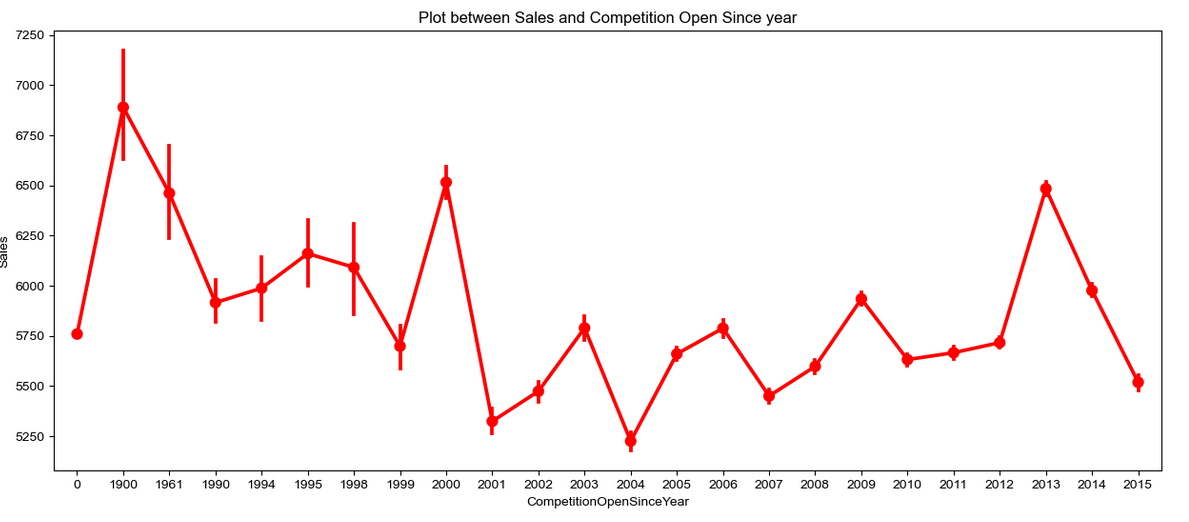 Plot between Sales and Competition Open Since year
7250
7000
6750
6500
6250
6000
5750
5500
5250
Sales
0 1900 1961 1990 1994 1995 1998 1999 2000 2001 2002 2003 2004 2005 2006 2007 2008 2009 2010 2011 2012 2013 2014 2015
CompetitionOpenSinceYear